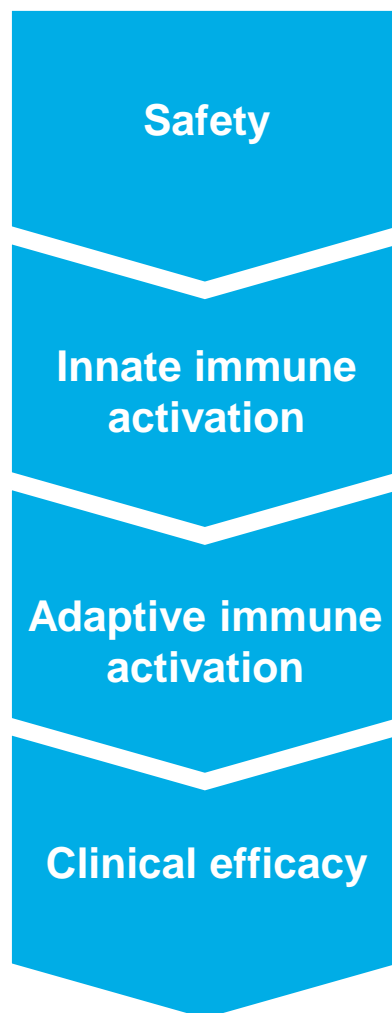 Safety
Innate immune
activation
Adaptive immune
activation
Clinical efficacy